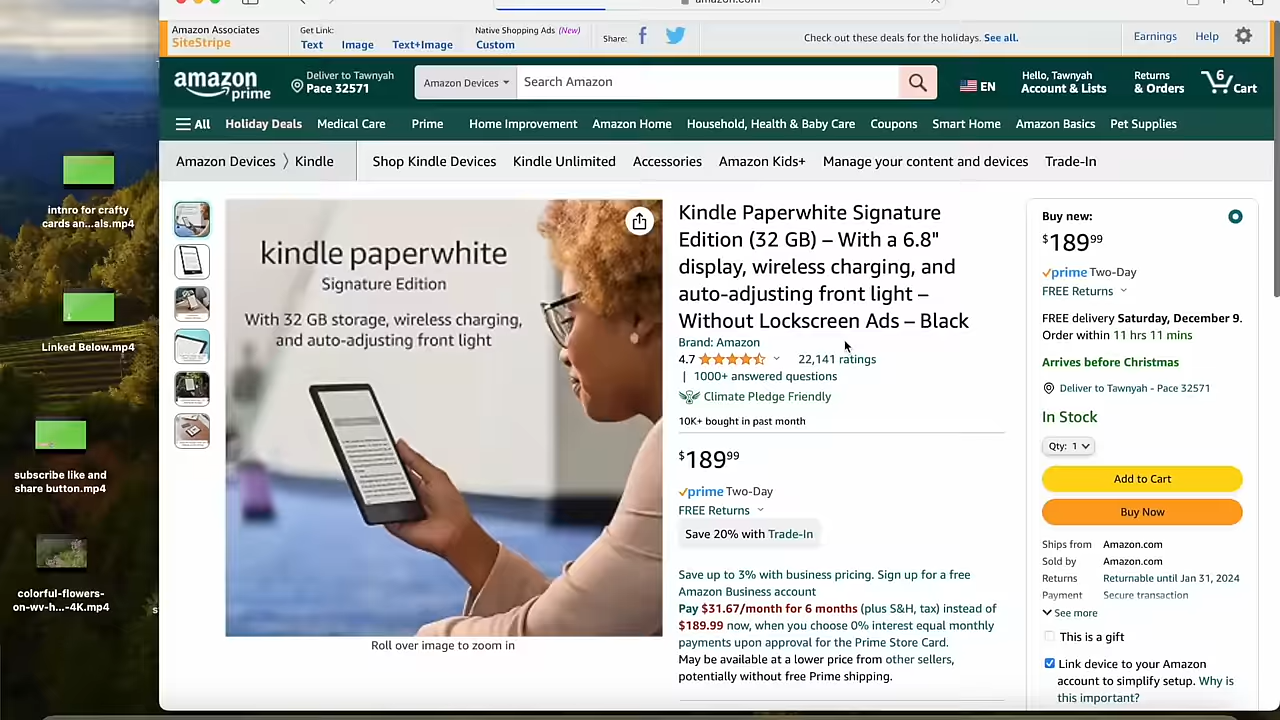 amazon.com
Amazon Associates
SiteStripe
Get Link:
Text Image Text+Image
Native Shopping Ads (New)
Custom
Share:
Check out these deals for the holidays. See all.
Earnings Help
amazon prime
Deliver to Tawnyah
Pace 32571
Amazon Devices
Search Amazon
EN
Hello, Tawnyah
Account & Lists
Returns
& Orders
6
Cart
All Holiday Deals Medical Care Prime Home Improvement Amazon Home Household, Health & Baby Care Coupons Smart Home Amazon Basics Pet Supplies
Amazon Devices 〉 Kindle Shop Kindle Devices Kindle Unlimited Accessories Amazon Kids+ Manage your content and devices Trade-In
intnro for crafty
cards an...als.mp4
Linked Below.mp4
subscribe like and
share button.mp4
colorful-flowers-
on-wv-h...-4K.mp4
s
kindle paperwhite
Signature Edition
With 32 GB storage, wireless charging,
and auto-adjusting front light
Roll over image to zoom in
Kindle Paperwhite Signature
Edition (32 GB) – With a 6.8"
display, wireless charging, and
auto-adjusting front light –
Without Lockscreen Ads – Black
Brand: Amazon
4.7 22,141 ratings
| 1000+ answered questions
Climate Pledge Friendly
10K+ bought in past month
$189.99
prime Two-Day
FREE Returns
Save 20% with Trade-In
Save up to 3% with business pricing. Sign up for a free
Amazon Business account
Pay $31.67/month for 6 months (plus S&H, tax) instead of
$189.99 now, when you choose 0% interest equal monthly
payments upon approval for the Prime Store Card.
May be available at a lower price from other sellers,
potentially without free Prime shipping.
Buy new:
$189.99
prime Two-Day
FREE Returns
FREE delivery Saturday, December 9.
Order within 11 hrs 11 mins
Arrives before Christmas
Deliver to Tawnyah - Pace 32571
In Stock
Qty: 1
Add to Cart
Buy Now
Ships from Amazon.com
Sold by Amazon.com
Returns Returnable until Jan 31, 2024
Payment Secure transaction
See more
This is a gift
Link device to your Amazon
account to simplify setup. Why is
this important?